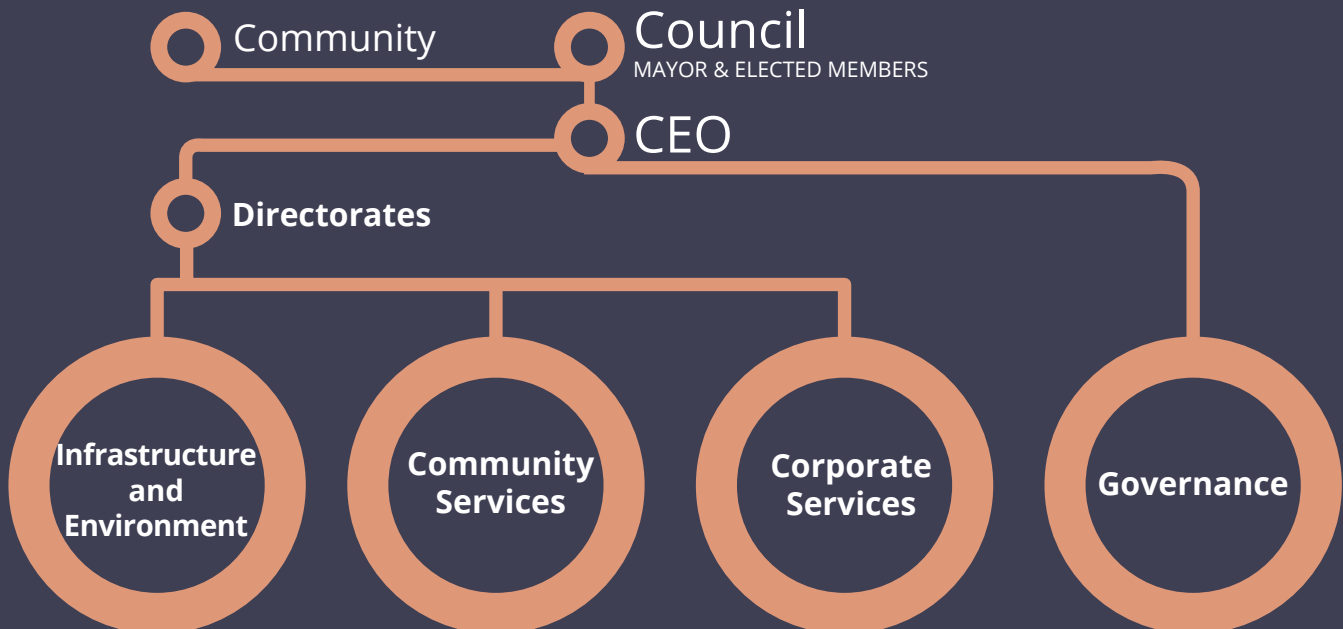 Community
Council
MAYOR & ELECTED MEMBERS
CEO
Directorates
Infrastructure
and
Environment
Community
Services
Corporate
Services
Governance